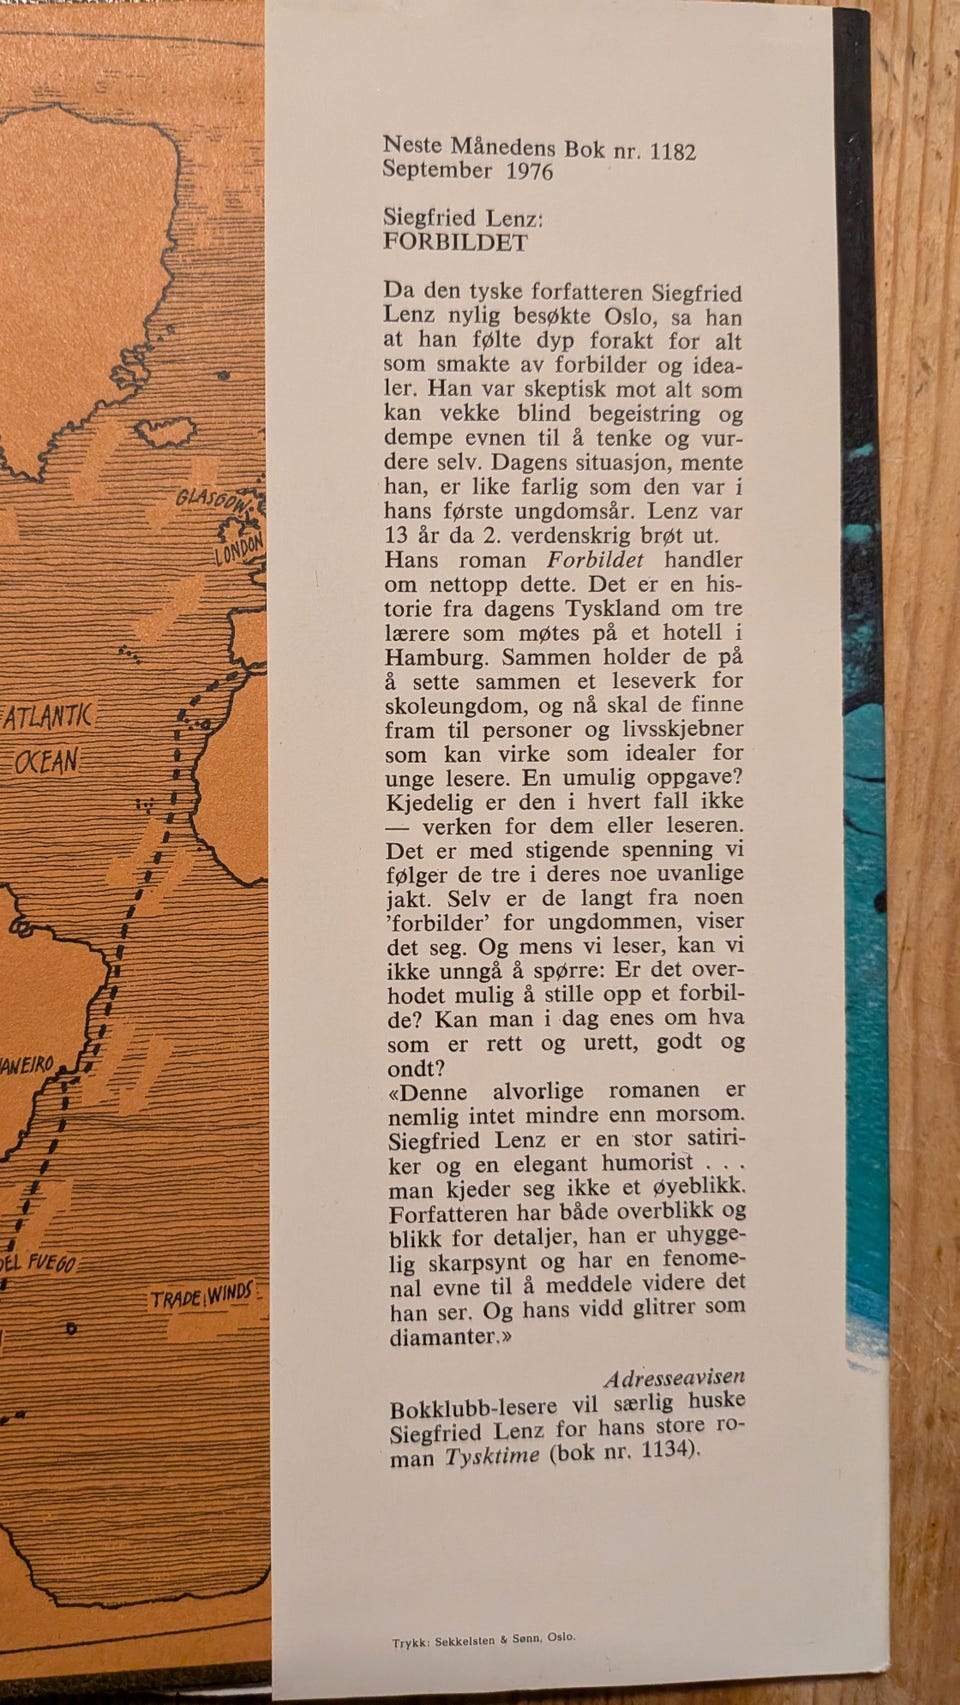 GLASGOW
LONDON
ATLANTIC
OCEAN
ANEIRO
DEL FUEGO
TRADE WINDS
Neste Månedens Bok nr. 1182
September 1976
Siegfried Lenz:
FORBILDET
Da den tyske forfatteren Siegfried
Lenz nylig besøkte Oslo, sa han
at han følte dyp forakt for alt
som smakte av forbilder og idea-
ler. Han var skeptisk mot alt som
kan vekke blind begeistring og
dempe evnen til å tenke og vur-
dere selv. Dagens situasjon, mente
han, er like farlig som den var i
hans første ungdomsår. Lenz var
13 år da 2. verdenskrig brøt ut.
Hans roman Forbildet handler
om nettopp dette. Det er en his-
torie fra dagens Tyskland om tre
lærere som møtes på et hotell i
Hamburg. Sammen holder de på
å sette sammen et leseverk for
skoleungdom, og nå skal de finne
fram til personer og livsskjebner
som kan virke som idealer for
unge lesere. En umulig oppgave?
Kjedelig er den i hvert fall ikke
— verken for dem eller leseren.
Det er med stigende spenning vi
følger de tre i deres noe uvanlige
jakt. Selv er de langt fra noen
'forbilder' for ungdommen, viser
det seg. Og mens vi leser, kan vi
ikke unngå å spørre: Er det over-
hodet mulig å stille opp et forbil-
de? Kan man i dag enes om hva
som er rett og urett, godt og
ondt?
«Denne alvorlige romanen er
nemlig intet mindre enn morsom.
Siegfried Lenz er en stor satiri-
ker og en elegant humorist . . .
man kjeder seg ikke et øyeblikk.
Forfatteren har både overblikk og
blikk for detaljer, han er uhygge-
lig skarpsynt og har en fenome-
nal evne til å meddele videre det
han ser. Og hans vidd glitrer som
diamanter.»
Adresseavisen
Bokklubb-lesere vil særlig huske
Siegfried Lenz for hans store ro-
man Tysktime (bok nr. 1134).
Trykk: Sekkelsten & Sønn, Oslo.